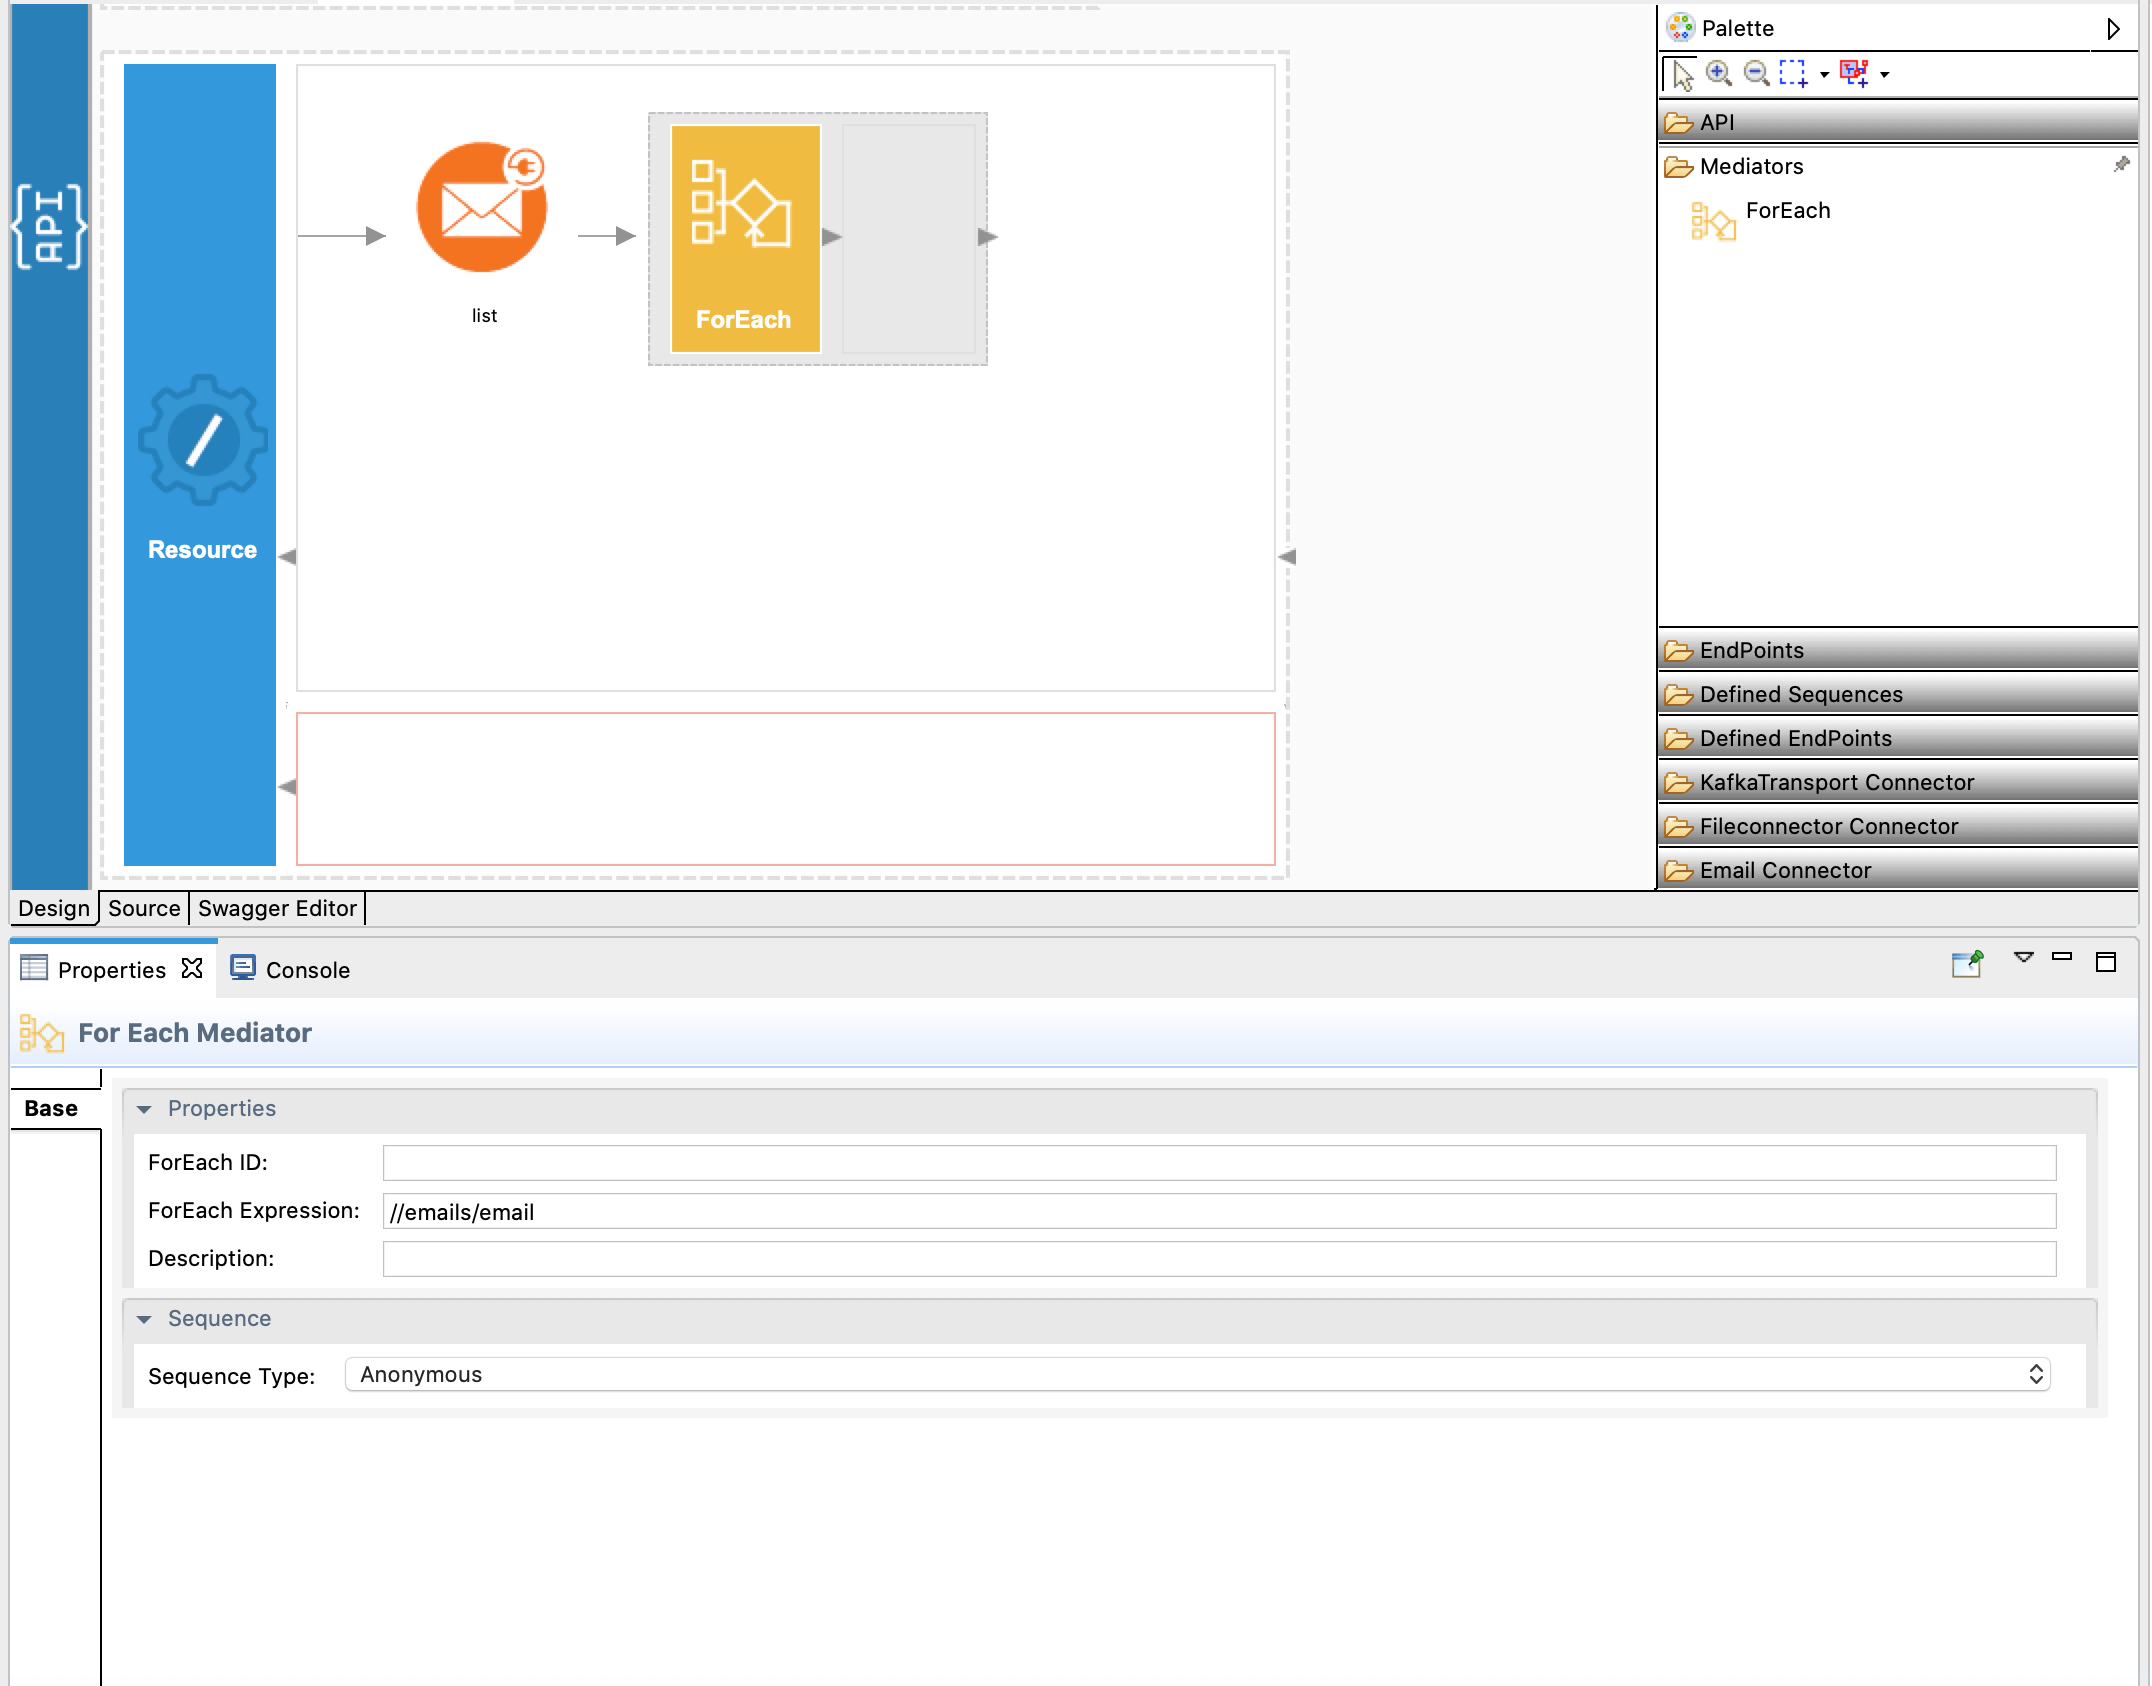 {API}
list
ForEach
Resource
Palette
API
Mediators
ForEach
EndPoints
Defined Sequences
Defined EndPoints
KafkaTransport Connector
Fileconnector Connector
Email Connector
Design
Source
Swagger Editor
Properties
Console
For Each Mediator
Base
Properties
ForEach ID:
ForEach Expression: //emails/email
Description:
Sequence
Sequence Type: Anonymous